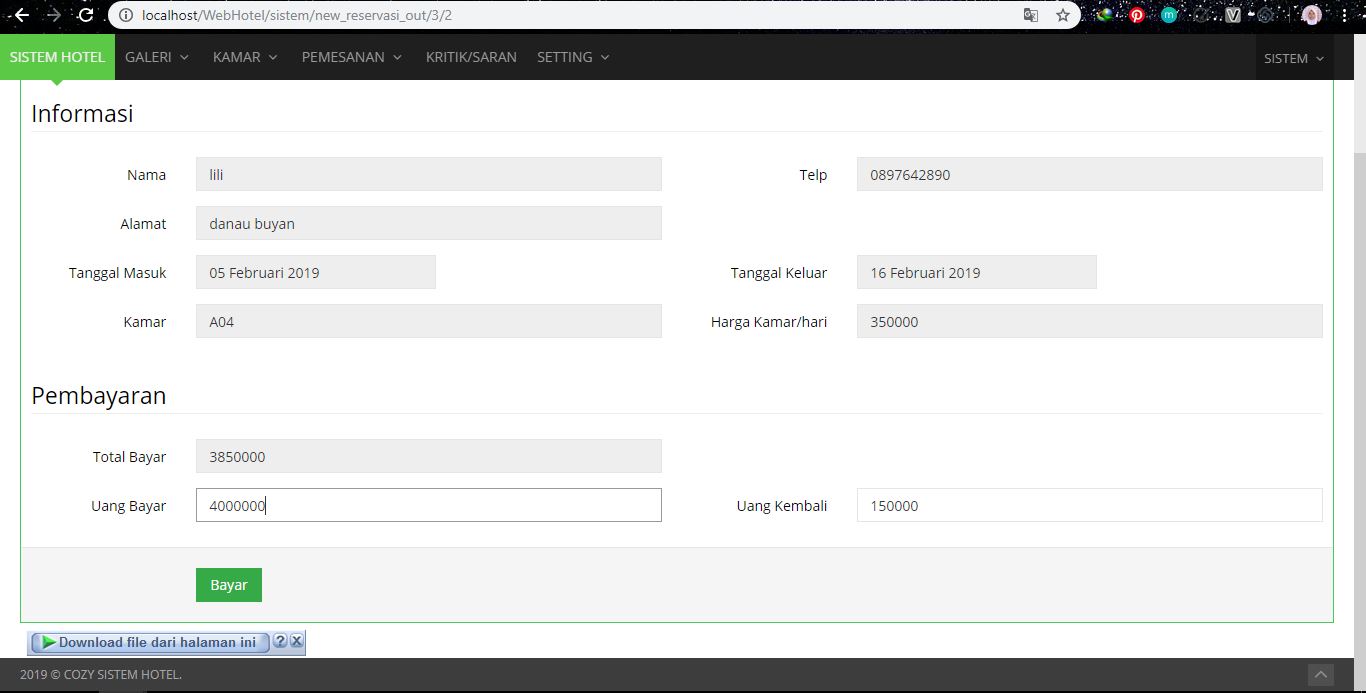 localhost/WebHotel/sistem/new_reservasi_out/3/2
SISTEM HOTEL GALERI KAMAR PEMESANAN KRITIK/SARAN SETTING SISTEM
Informasi
Nama lili Telp 0897642890
Alamat danau buyan
Tanggal Masuk 05 Februari 2019 Tanggal Keluar 16 Februari 2019
Kamar A04 Harga Kamar/hari 350000
Pembayaran
Total Bayar 3850000
Uang Bayar 4000000 Uang Kembali 150000
Bayar
Download file dari halaman ini ? X
2019 © COZY SISTEM HOTEL.